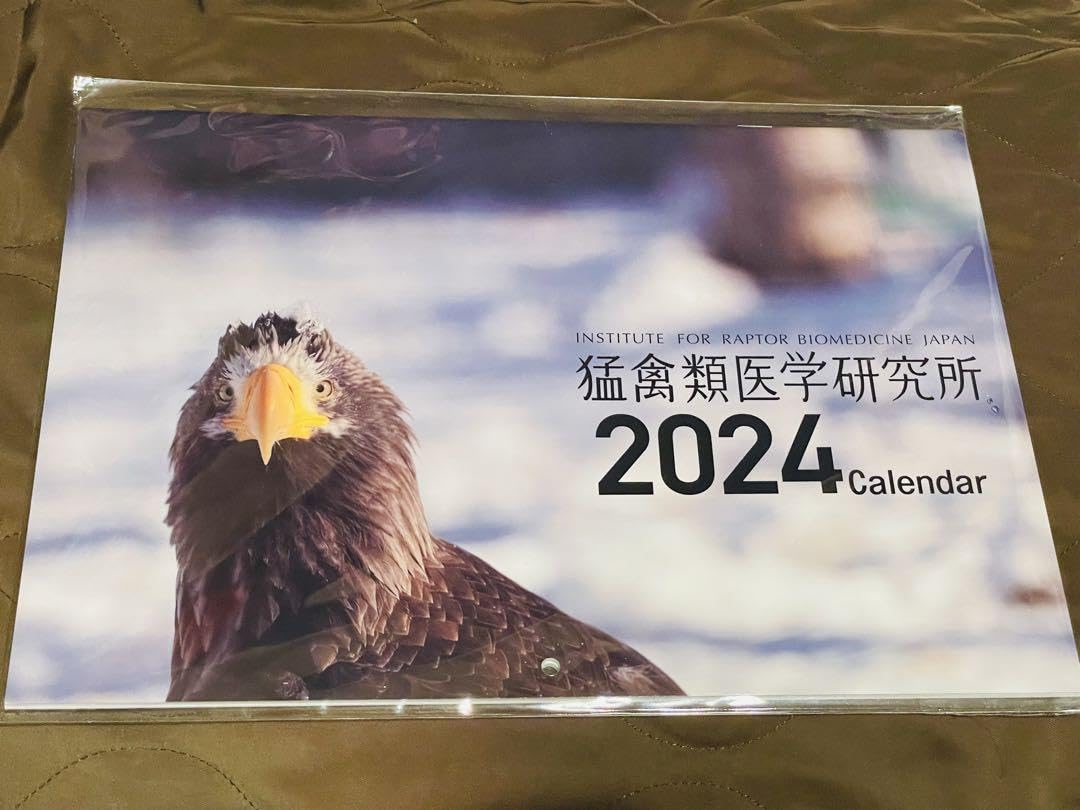 INSTITUTE FOR RAPTOR BIOMEDICINE JAPAN
猛禽類医学研究所
2024 Calendar